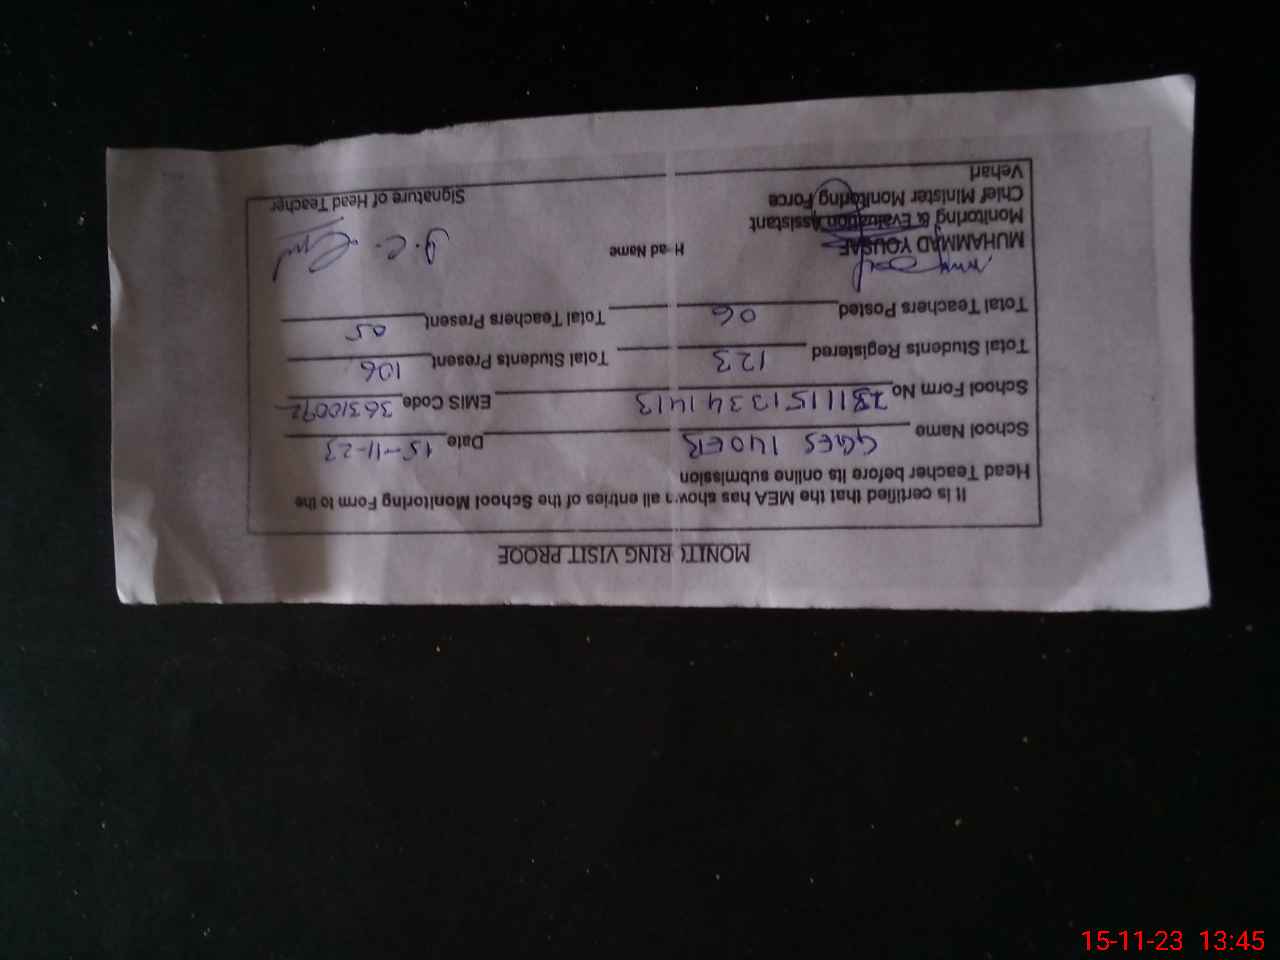 MONITORING VISIT PROOF
It is certified that the MEA has shown all entries of the School Monitoring Form to the
Head Teacher before its online submission
School Name GGES 140EB Date 15-11-23
School Form No 23111513341413 EMIS Code 36310092
Total Students Registered 123 Total Students Present 106
Total Teachers Posted 06 Total Teachers Present 05
MUHAMMAD YOUSAF Head Name
Monitoring & Evaluation Assistant
Chief Minister Monitoring Force
Vehari Signature of Head Teacher
15-11-23 13:45